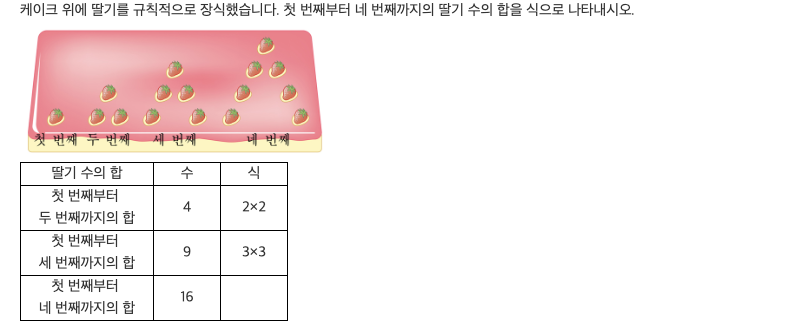 케이크 위에 딸기를 규칙적으로 장식했습니다. 첫 번째부터 네 번째까지의 딸기 수의 합을 식으로 나타내시오.
첫 번째 두 번째 세 번째 네 번째
딸기 수의 합 수 식
첫 번째부터
두 번째까지의 합 4 2×2
첫 번째부터
세 번째까지의 합 9 3×3
첫 번째부터
네 번째까지의 합 16